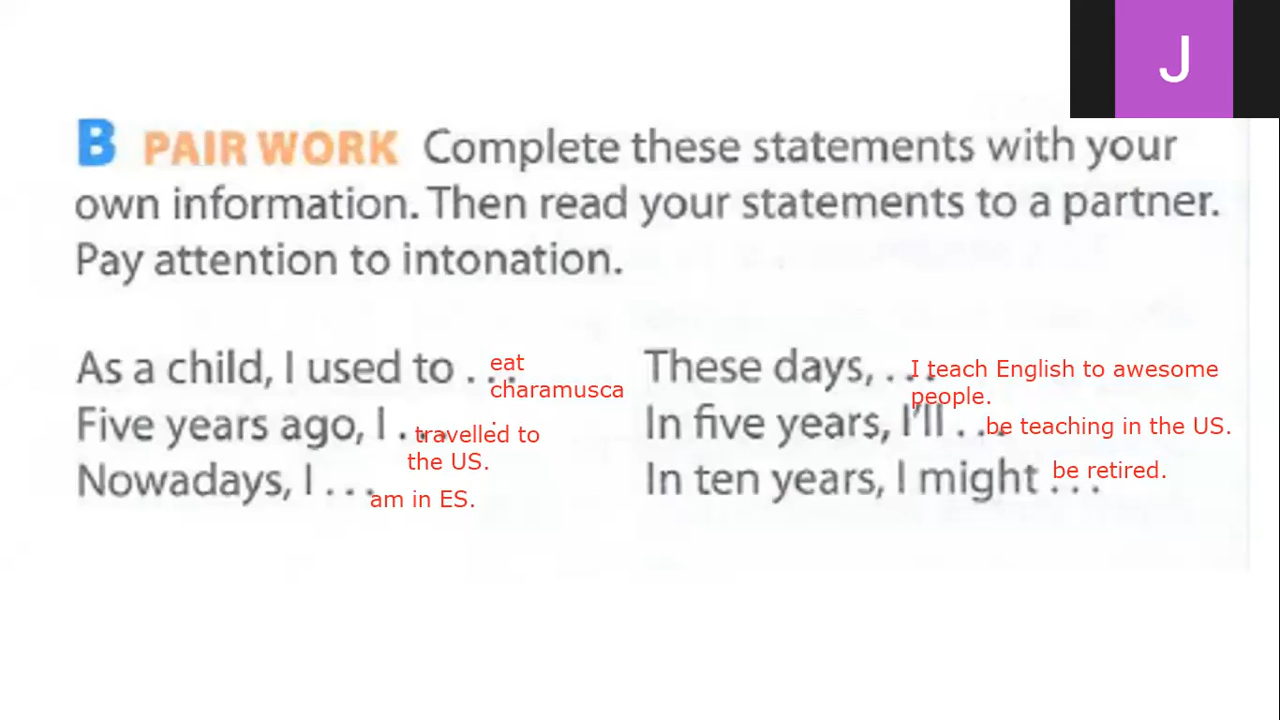 J
B PAIR WORK Complete these statements with your
own information. Then read your statements to a partner.
Pay attention to intonation.
As a child, I used to . . . eat
charamusca
.
Five years ago, I . . . travelled to
the US.
Nowadays, I . . . am in ES.
These days, . . . I teach English to awesome
people.
In five years, I'll . . . be teaching in the US.
In ten years, I might . . . be retired.